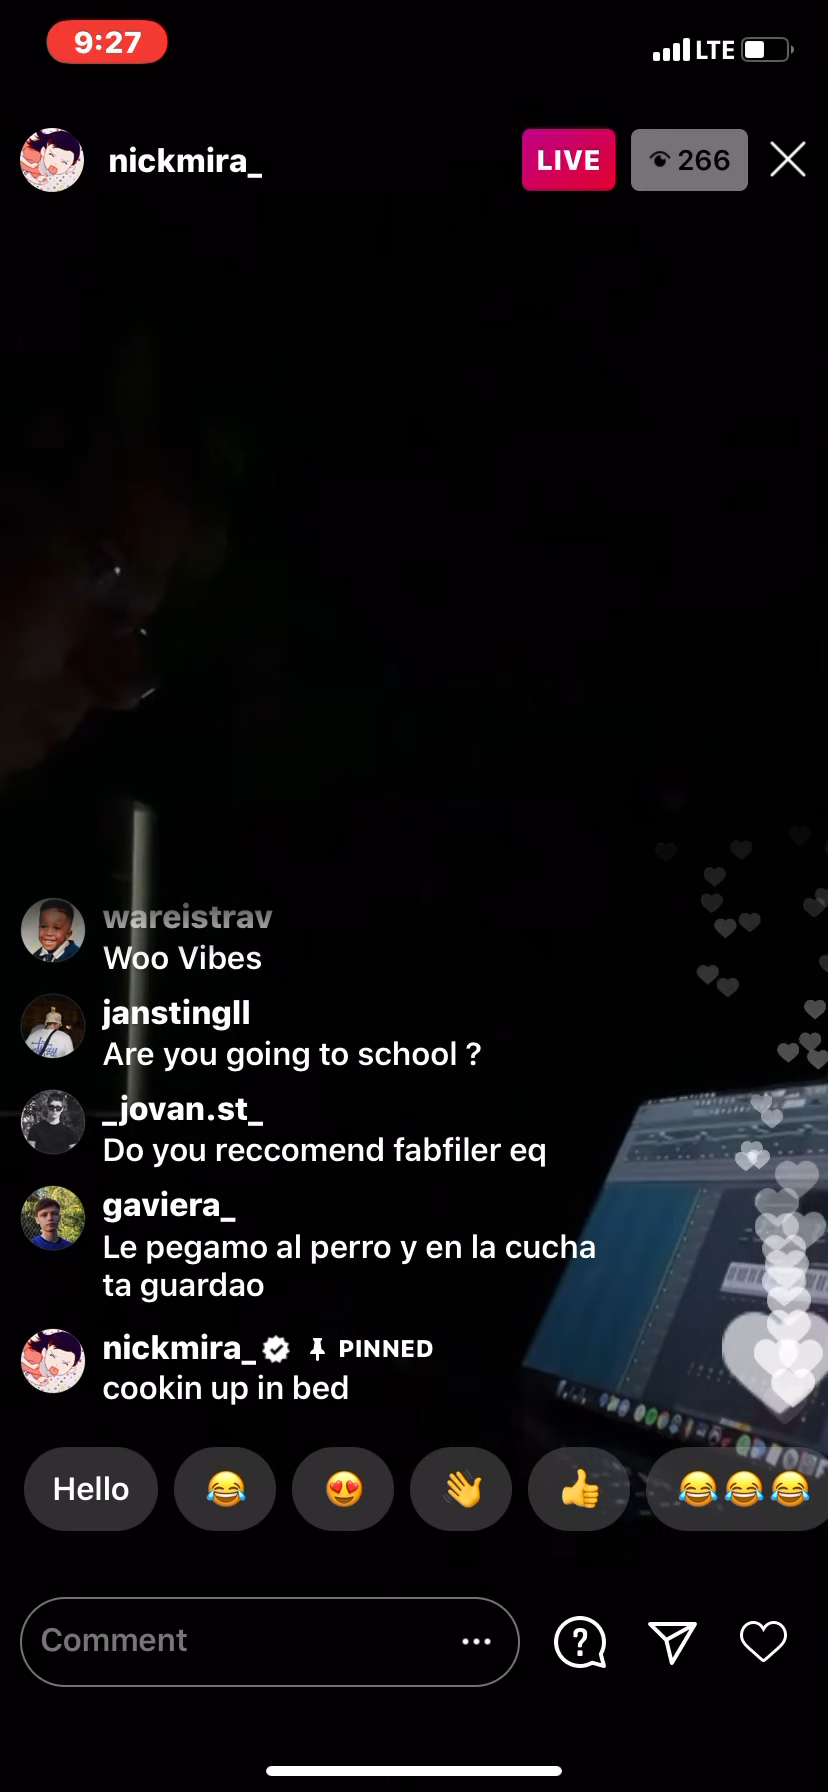 9:27 LTE
nickmira_ LIVE 266
wareistrav
Woo Vibes
janstingll
Are you going to school ?
_jovan.st_
Do you reccomend fabfiler eq
gaviera_
Le pegamo al perro y en la cucha
ta guardao
nickmira_ PINNED
cookin up in bed
Hello 😂 😍 👋 👍 😂😂😂
Comment